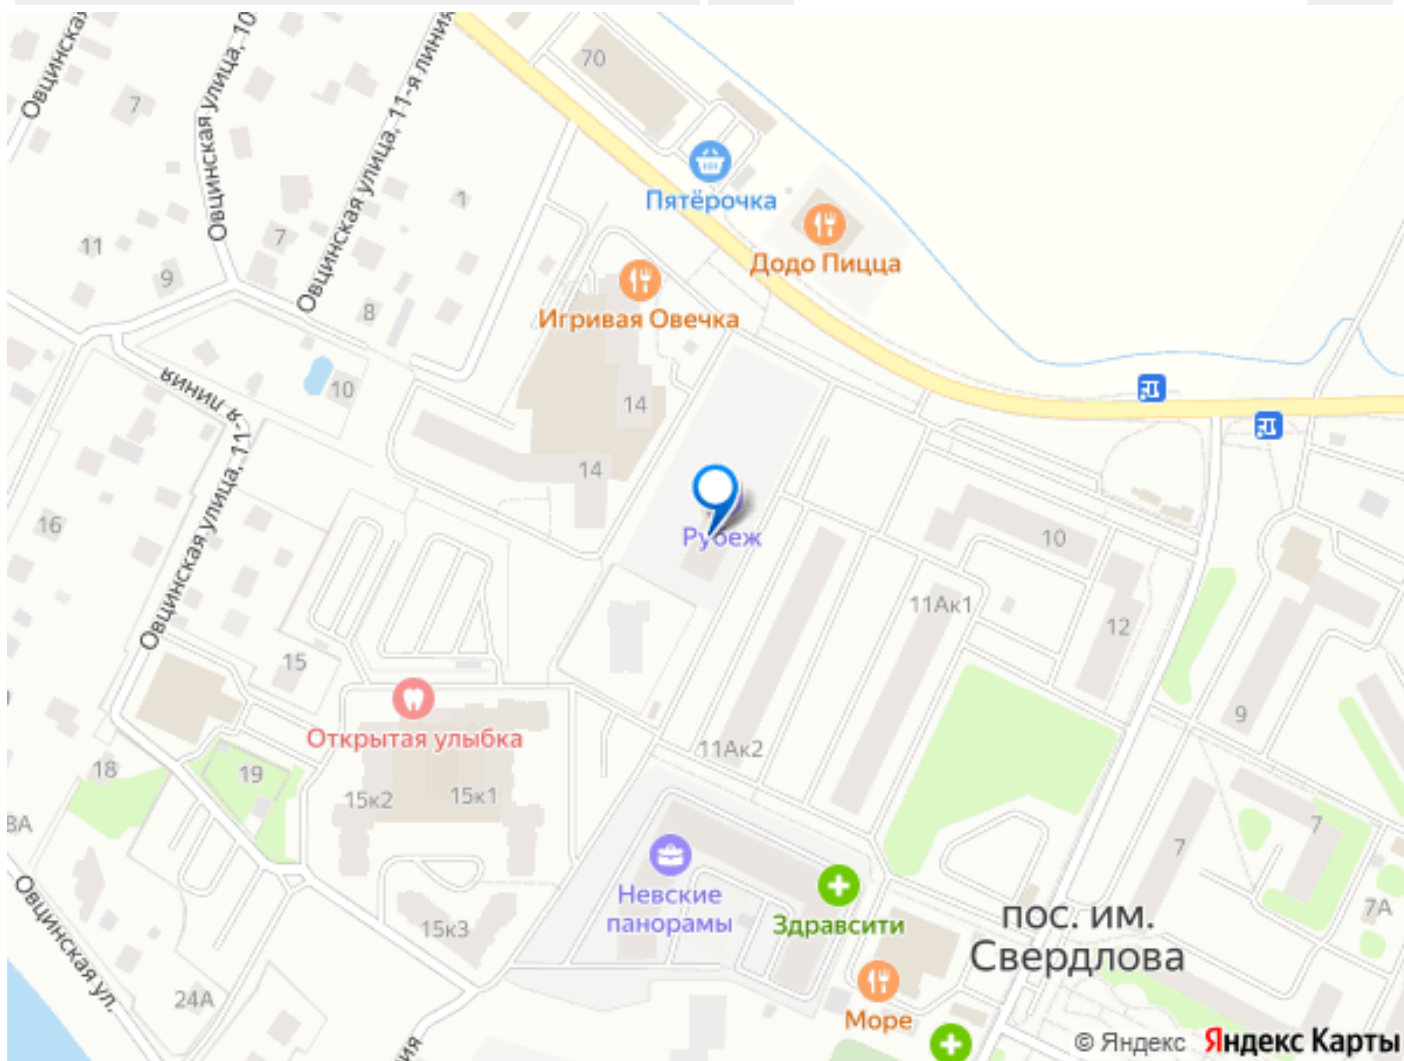 Овцинская
Овцинская улица, 10
Овцинская улица, 11-я линия
70
7
Пятёрочка
1
Додо Пицца
11
7
9
Игривая Овечка
8
11-я линия
10
14
14
Рубеж
16
10
Овцинская улица, 11-
11Ак1
12
15
9
Открытая улыбка
11Ак2
18
19
15к2
15к1
7
7
Невские
панорамы
Здравсити
7А
пос. им.
Свердлова
15к3
Овцинская ул.
24А
Море
© Яндекс
Яндекс Карты